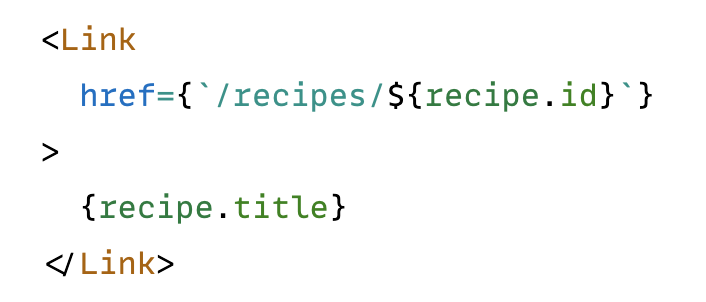 <Link
  href={`/recipes/${recipe.id}`}
>
  {recipe.title}
</Link>